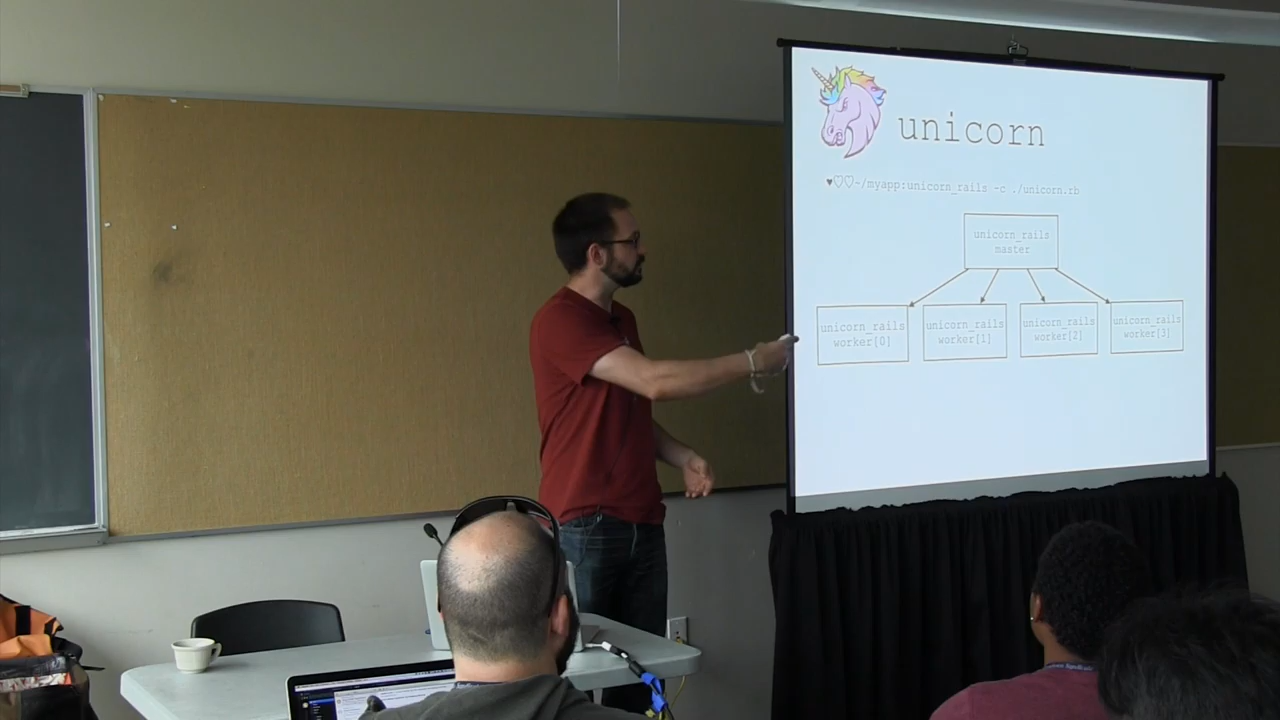 unicorn
♥♡♡~/myapp:unicorn_rails -c ./unicorn.rb
unicorn_rails
master
unicorn_rails
worker[0]
unicorn_rails
worker[1]
unicorn_rails
worker[2]
unicorn_rails
worker[3]